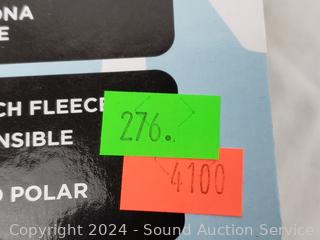 ONA
E
CH FLEECE
276.
NSIBLE
4100
O POLAR
Copyright 2024 - Sound Auction Service